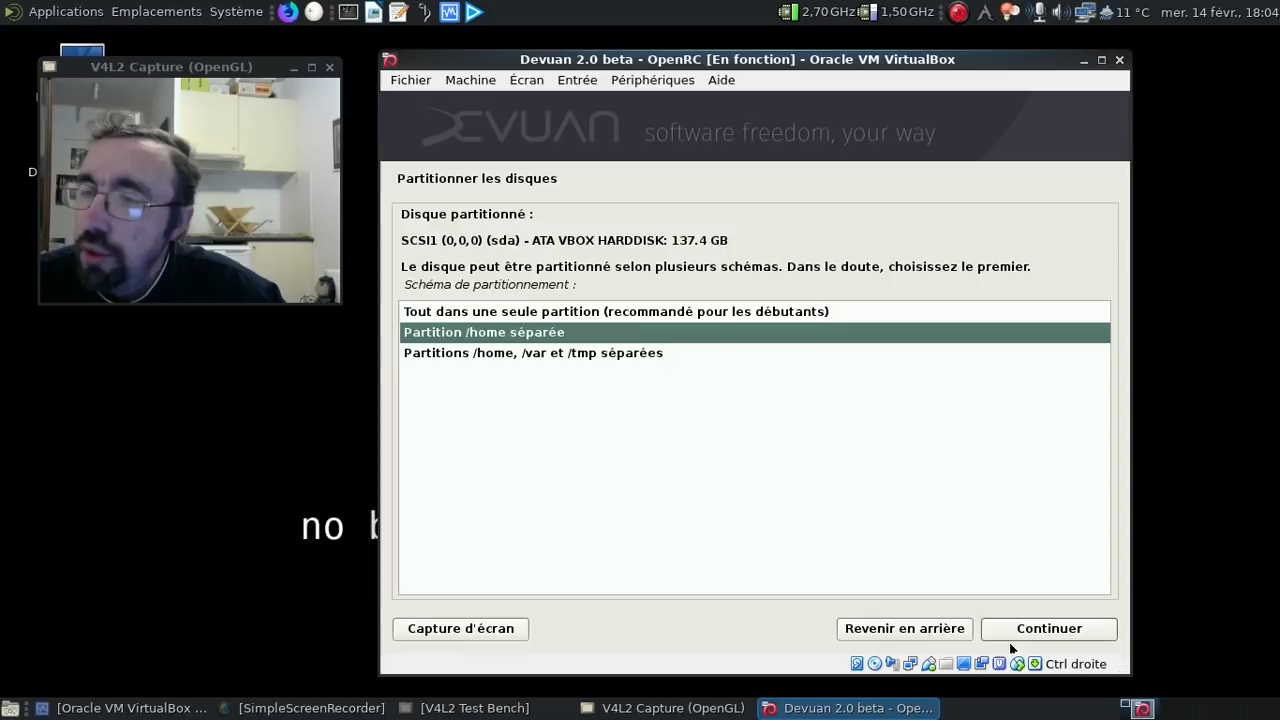 Applications Emplacements Système
2,70 GHz 1,50 GHz 11 °C mer. 14 févr., 18:04
V4L2 Capture (OpenGL)
Devuan 2.0 beta - OpenRC [En fonction] - Oracle VM VirtualBox
Fichier Machine Écran Entrée Périphériques Aide
DEVUAN software freedom, your way
Partitionner les disques
Disque partitionné :
SCSI1 (0,0,0) (sda) - ATA VBOX HARDDISK: 137.4 GB
Le disque peut être partitionné selon plusieurs schémas. Dans le doute, choisissez le premier.
Schéma de partitionnement :
Tout dans une seule partition (recommandé pour les débutants)
Partition /home séparée
Partitions /home, /var et /tmp séparées
no
Capture d'écran Revenir en arrière Continuer
Ctrl droite
[Oracle VM VirtualBox ... [SimpleScreenRecorder] [V4L2 Test Bench] V4L2 Capture (OpenGL) Devuan 2.0 beta - Ope...